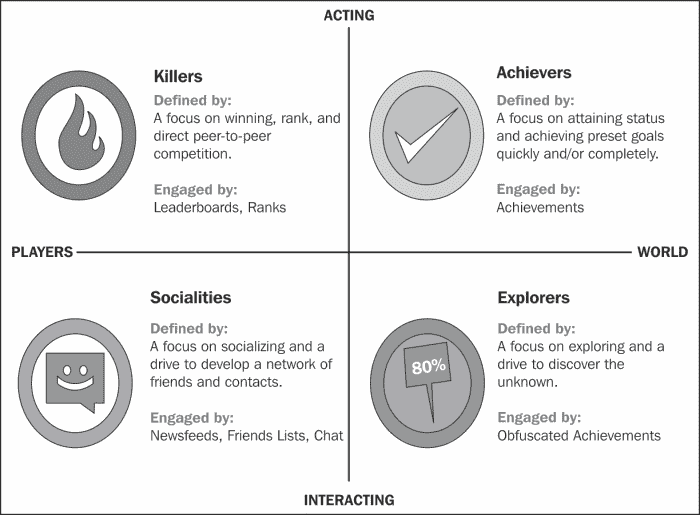 ACTING
Killers
Defined by:
A focus on winning, rank, and
direct peer-to-peer
competition.
Engaged by:
Leaderboards, Ranks
Achievers
Defined by:
A focus on attaining status
and achieving preset goals
quickly and/or completely.
Engaged by:
Achievements
PLAYERS
WORLD
Socialities
Defined by:
A focus on socializing and a
drive to develop a network of
friends and contacts.
Engaged by:
Newsfeeds, Friends Lists, Chat
80%
Explorers
Defined by:
A focus on exploring and a
drive to discover the
unknown.
Engaged by:
Obfuscated Achievements
INTERACTING